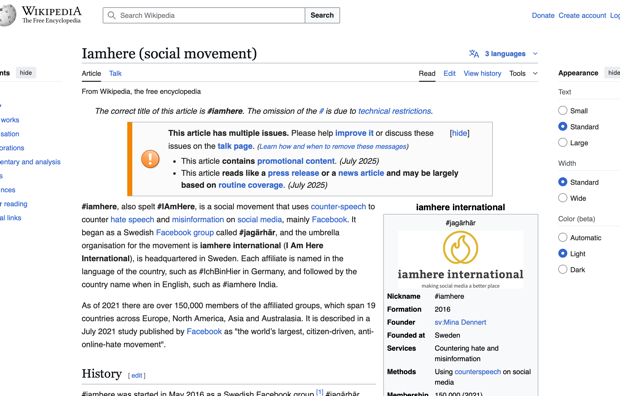 WIKIPEDIA
The Free Encyclopedia
Search Wikipedia
Search
Donate Create account Log
nts hide
works
sation
orations
entary and analysis
s
nces
r reading
al links
Iamhere (social movement)
3 languages
Article Talk
Read Edit View history Tools
From Wikipedia, the free encyclopedia
The correct title of this article is #iamhere. The omission of the # is due to technical restrictions.
This article has multiple issues. Please help improve it or discuss these [hide]
issues on the talk page. (Learn how and when to remove these messages)
• This article contains promotional content. (July 2025)
• This article reads like a press release or a news article and may be largely
based on routine coverage. (July 2025)
#iamhere, also spelt #IAmHere, is a social movement that uses counter-speech to
counter hate speech and misinformation on social media, mainly Facebook. It
began as a Swedish Facebook group called #jagärhär, and the umbrella
organisation for the movement is iamhere international (I Am Here
International), is headquartered in Sweden. Each affiliate is named in the
language of the country, such as #IchBinHier in Germany, and followed by the
country name when in English, such as #iamhere India.
As of 2021 there are over 150,000 members of the affiliated groups, which span 19
countries across Europe, North America, Asia and Australasia. It is described in a
July 2021 study published by Facebook as "the world's largest, citizen-driven, anti-
online-hate movement".
History [ edit ]
#iamhere was started in May 2016 as a Swedish Facebook group [1] #jagärhär
iamhere international
#jagärhär
iamhere international
making social media a better place
Nickname #iamhere
Formation 2016
Founder sv:Mina Dennert
Founded at Sweden
Services Countering hate and
misinformation
Methods Using counterspeech on social
media
Membership 150,000 (2021)
Appearance hide
Text
Small
Standard
Large
Width
Standard
Wide
Color (beta)
Automatic
Light
Dark